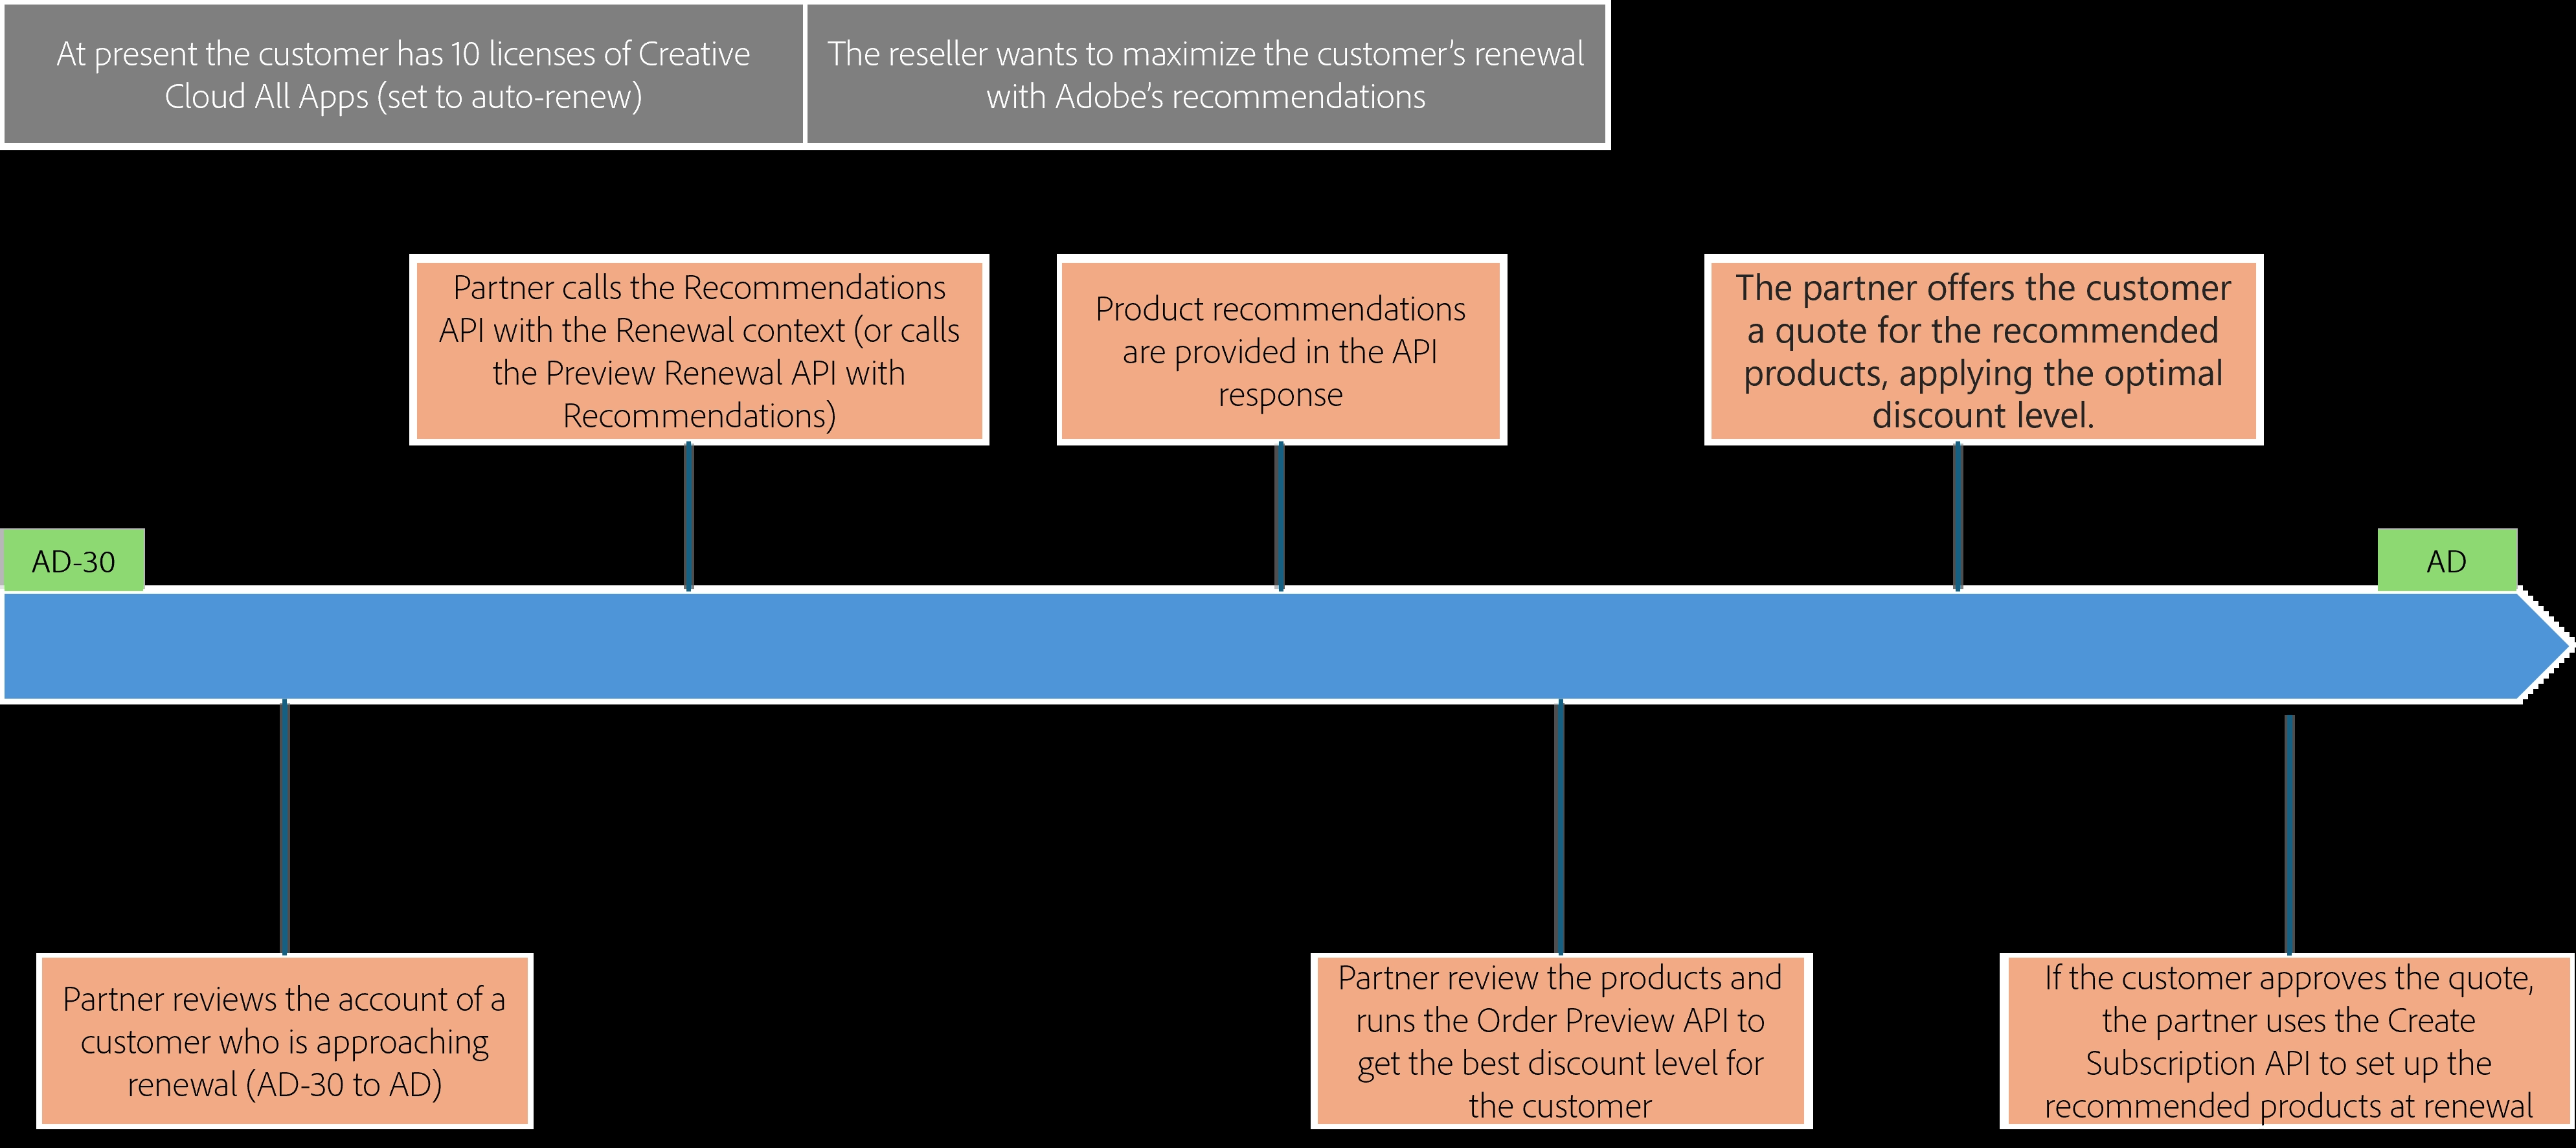 At present the customer has 10 licenses of Creative
Cloud All Apps (set to auto-renew)
The reseller wants to maximize the customer’s renewal
with Adobe’s recommendations
Partner calls the Recommendations
API with the Renewal context (or calls
the Preview Renewal API with
Recommendations)
Product recommendations
are provided in the API
response
The partner offers the customer
a quote for the recommended
products, applying the optimal
discount level.
AD-30
AD
Partner reviews the account of a
customer who is approaching
renewal (AD-30 to AD)
Partner review the products and
runs the Order Preview API to
get the best discount level for
the customer
If the customer approves the quote,
the partner uses the Create
Subscription API to set up the
recommended products at renewal